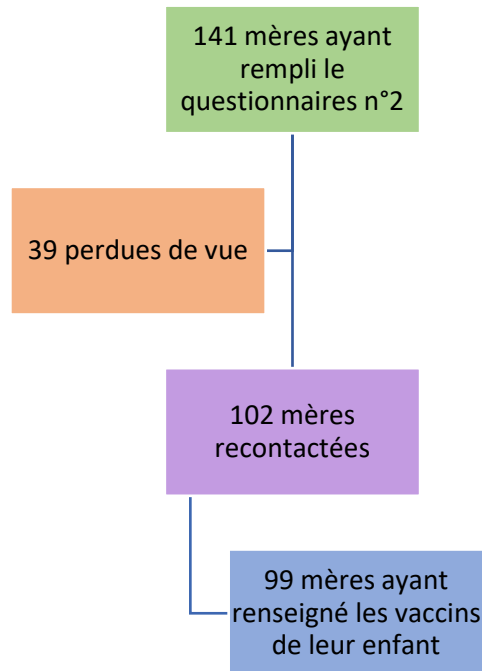 141 mères ayant
rempli le
questionnaires n°2
39 perdues de vue
102 mères
recontactées
99 mères ayant
renseigné les vaccins
de leur enfant